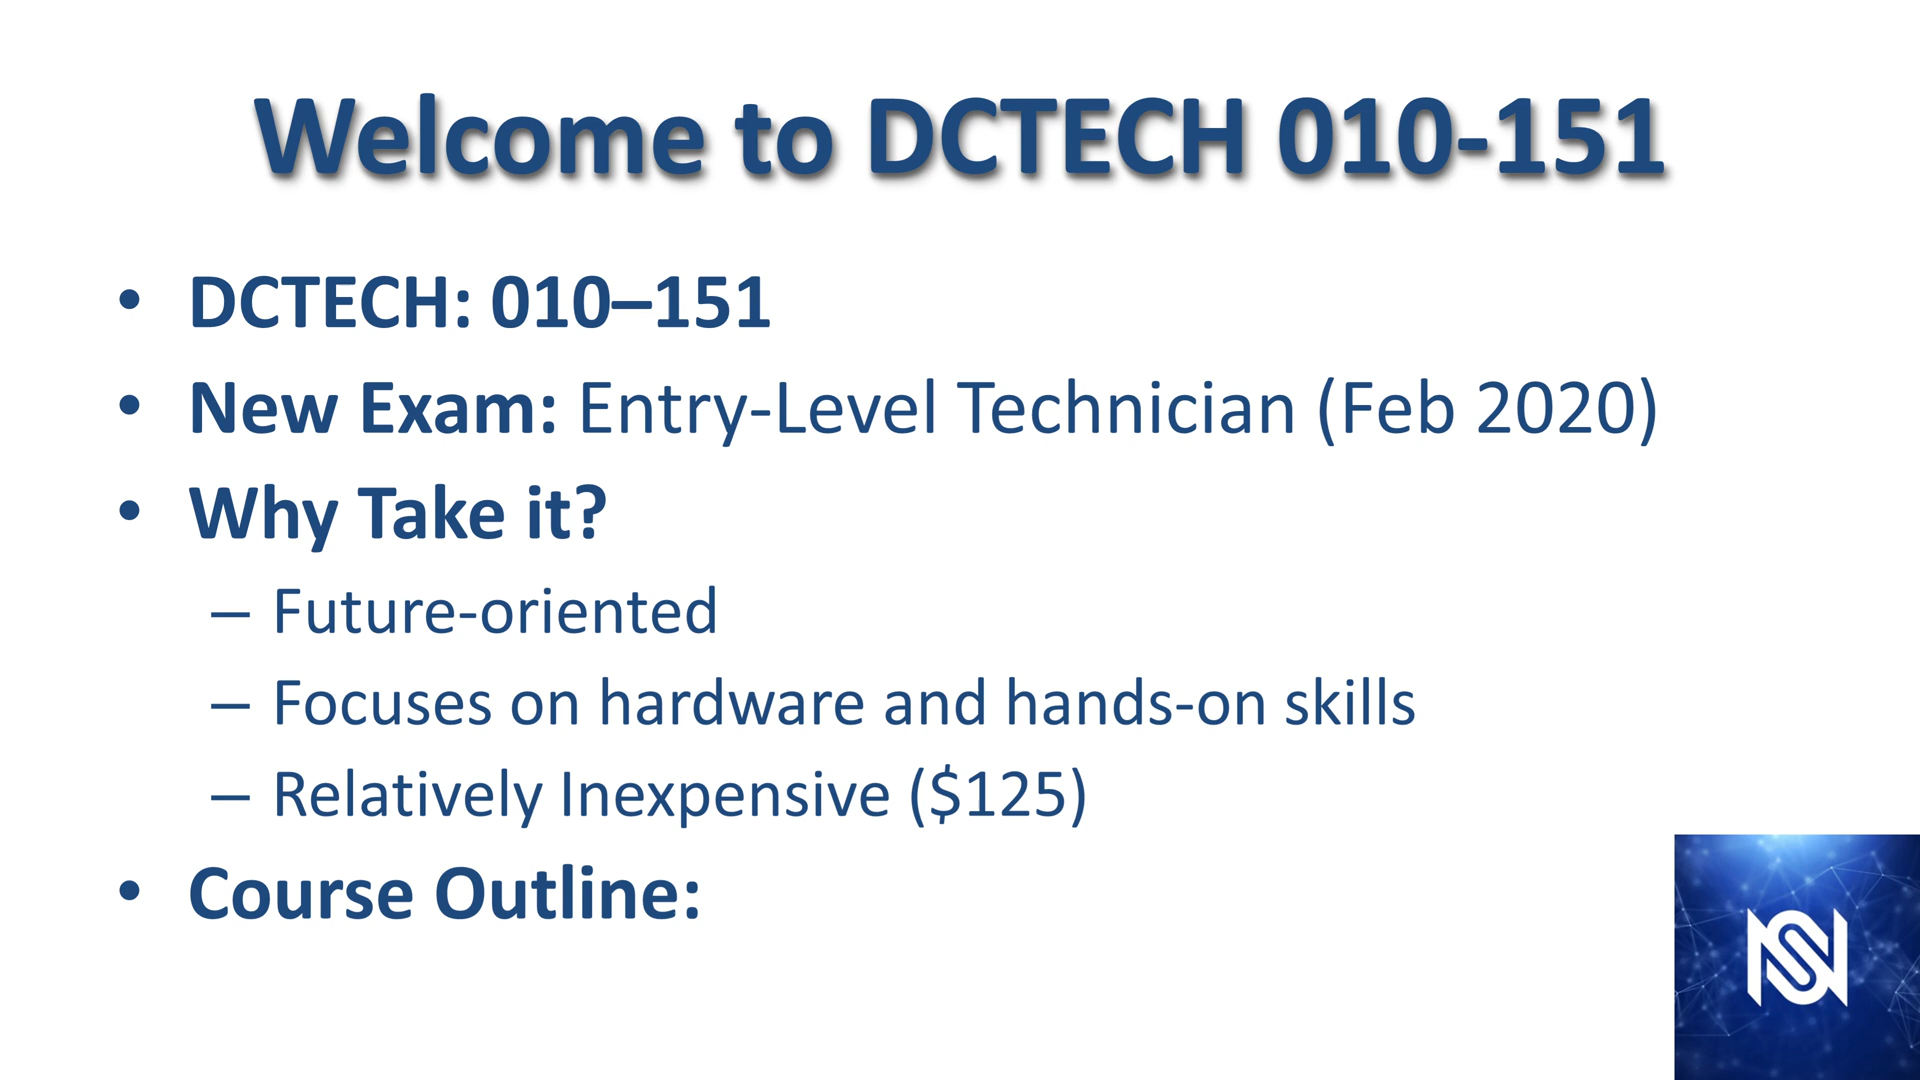 Welcome to DCTECH 010-151
• DCTECH: 010–151
• New Exam: Entry-Level Technician (Feb 2020)
• Why Take it?
– Future-oriented
– Focuses on hardware and hands-on skills
– Relatively Inexpensive ($125)
• Course Outline:
NS